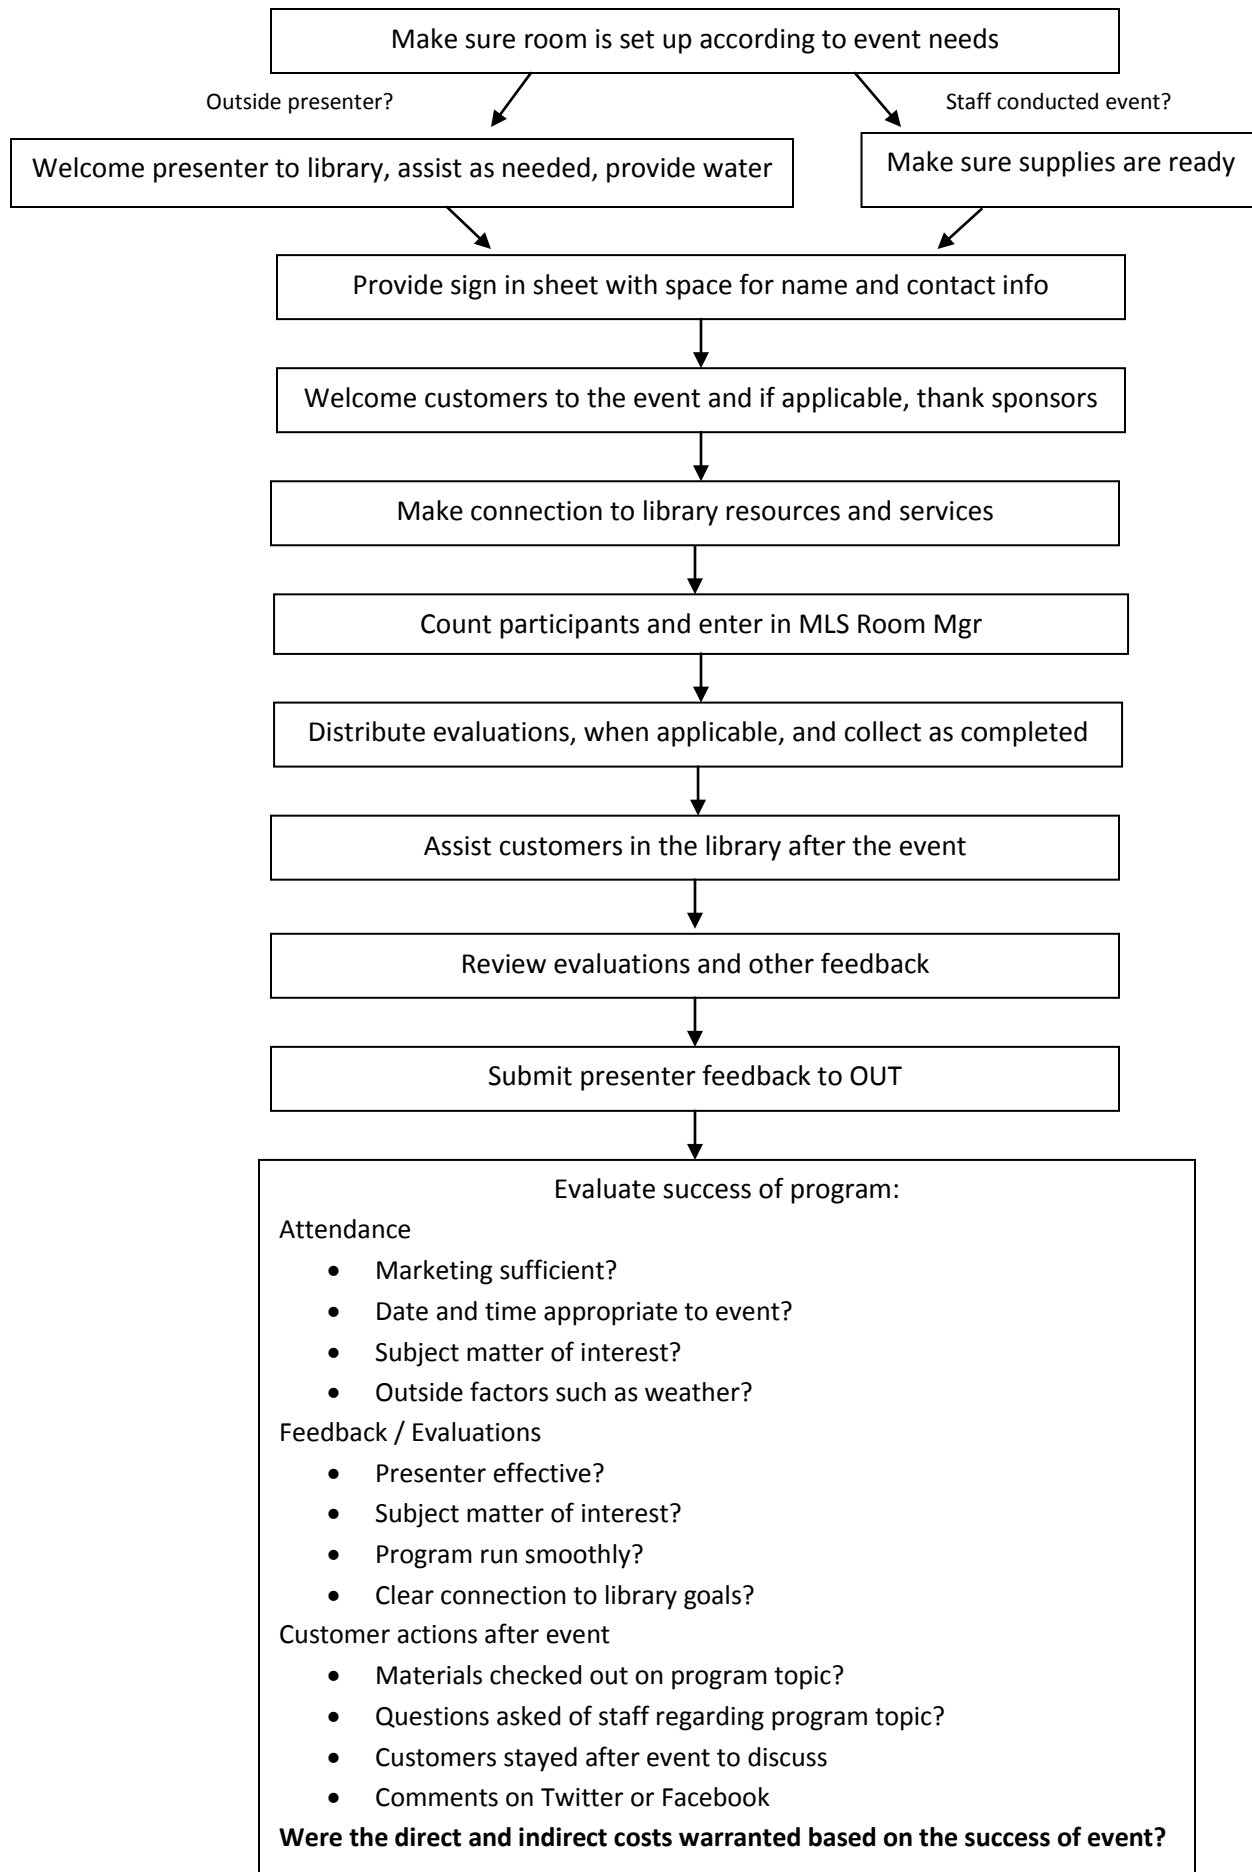 Make sure room is set up according to event needs
Outside presenter?
Staff conducted event?
Welcome presenter to library, assist as needed, provide water
Make sure supplies are ready
Provide sign in sheet with space for name and contact info
Welcome customers to the event and if applicable, thank sponsors
Make connection to library resources and services
Count participants and enter in MLS Room Mgr
Distribute evaluations, when applicable, and collect as completed
Assist customers in the library after the event
Review evaluations and other feedback
Submit presenter feedback to OUT
Evaluate success of program:
Attendance
• Marketing sufficient?
• Date and time appropriate to event?
• Subject matter of interest?
• Outside factors such as weather?
Feedback / Evaluations
• Presenter effective?
• Subject matter of interest?
• Program run smoothly?
• Clear connection to library goals?
Customer actions after event
• Materials checked out on program topic?
• Questions asked of staff regarding program topic?
• Customers stayed after event to discuss
• Comments on Twitter or Facebook
Were the direct and indirect costs warranted based on the success of event?